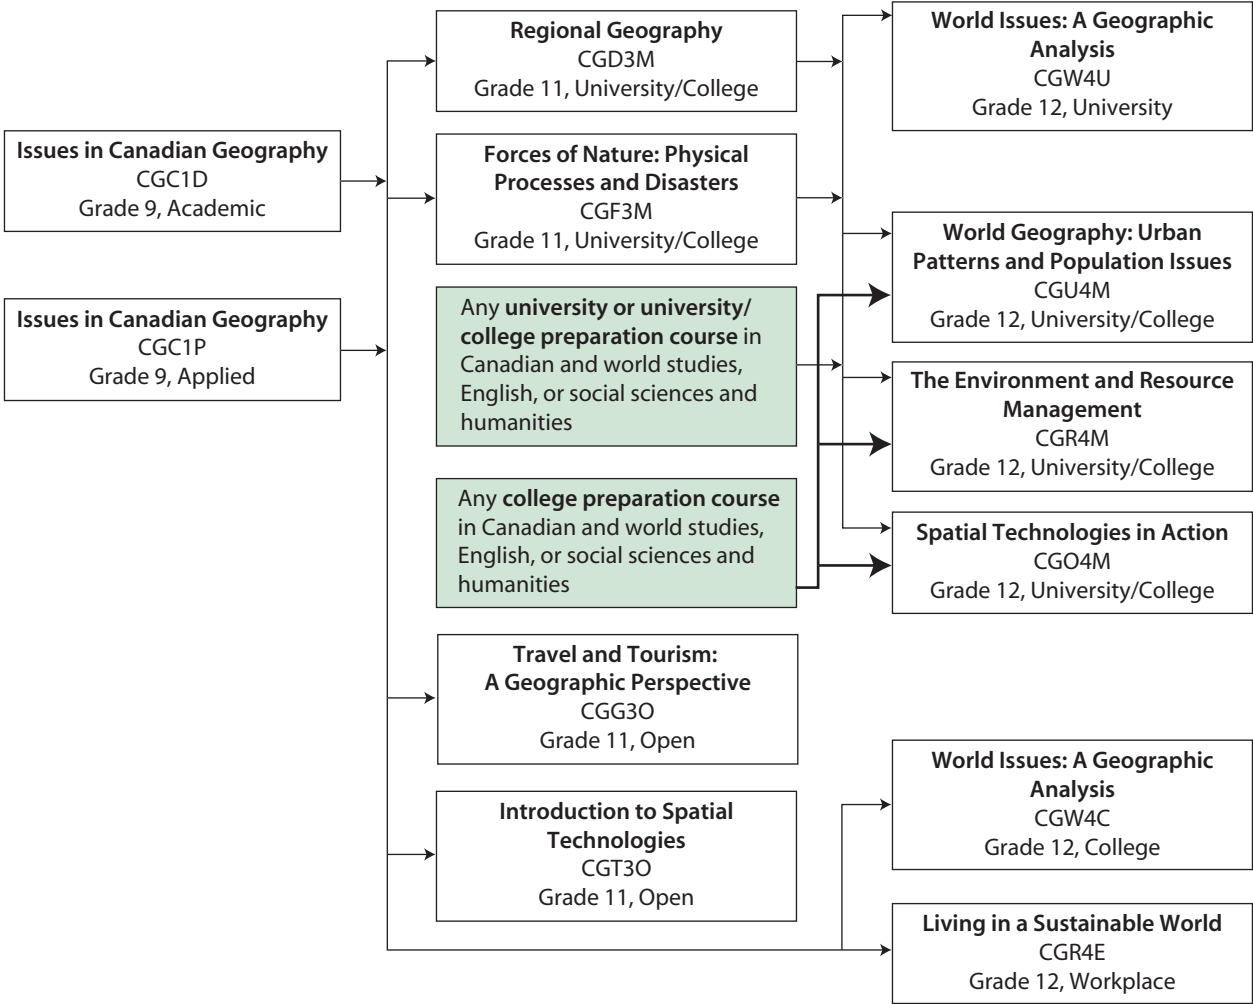 Issues in Canadian Geography
CGC1D
Grade 9, Academic
Issues in Canadian Geography
CGC1P
Grade 9, Applied
Regional Geography
CGD3M
Grade 11, University/College
Forces of Nature: Physical
Processes and Disasters
CGF3M
Grade 11, University/College
Any university or university/
college preparation course in
Canadian and world studies,
English, or social sciences and
humanities
Any college preparation course
in Canadian and world studies,
English, or social sciences and
humanities
Travel and Tourism:
A Geographic Perspective
CGG3O
Grade 11, Open
Introduction to Spatial
Technologies
CGT3O
Grade 11, Open
World Issues: A Geographic
Analysis
CGW4U
Grade 12, University
World Geography: Urban
Patterns and Population Issues
CGU4M
Grade 12, University/College
The Environment and Resource
Management
CGR4M
Grade 12, University/College
Spatial Technologies in Action
CGO4M
Grade 12, University/College
World Issues: A Geographic
Analysis
CGW4C
Grade 12, College
Living in a Sustainable World
CGR4E
Grade 12, Workplace